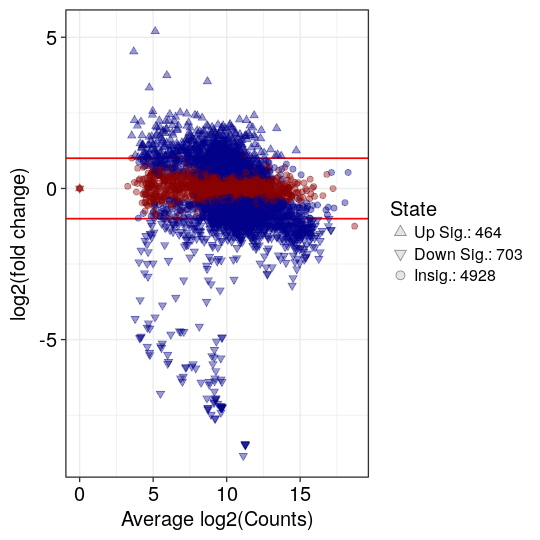 5
0
-5
log2(fold change)
0 5 10 15
Average log2(Counts)
State
Up Sig.: 464
Down Sig.: 703
Insig.: 4928